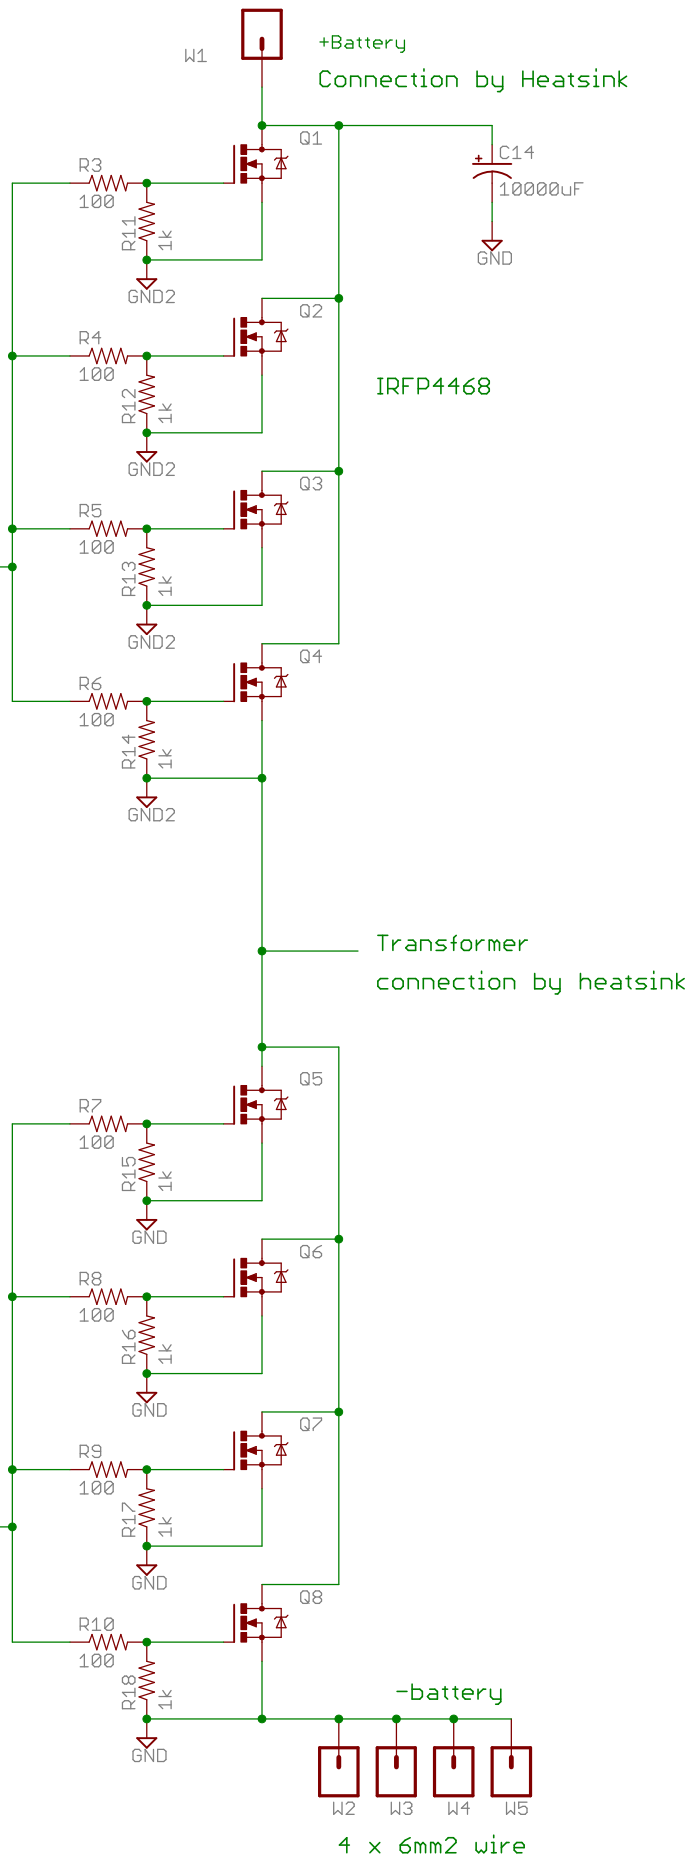 W1
+Battery
Connection by Heatsink
Q1
C14
10000uF
GND
R3
100
R11
1k
GND2
Q2
R4
100
R12
1k
GND2
IRFP4468
Q3
R5
100
R13
1k
GND2
Q4
R6
100
R14
1k
GND2
Transformer
connection by heatsink
Q5
R7
100
R15
1k
GND
Q6
R8
100
R16
1k
GND
Q7
R9
100
R17
1k
GND
Q8
R10
100
R18
1k
GND
-battery
W2 W3 W4 W5
4 x 6mm2 wire